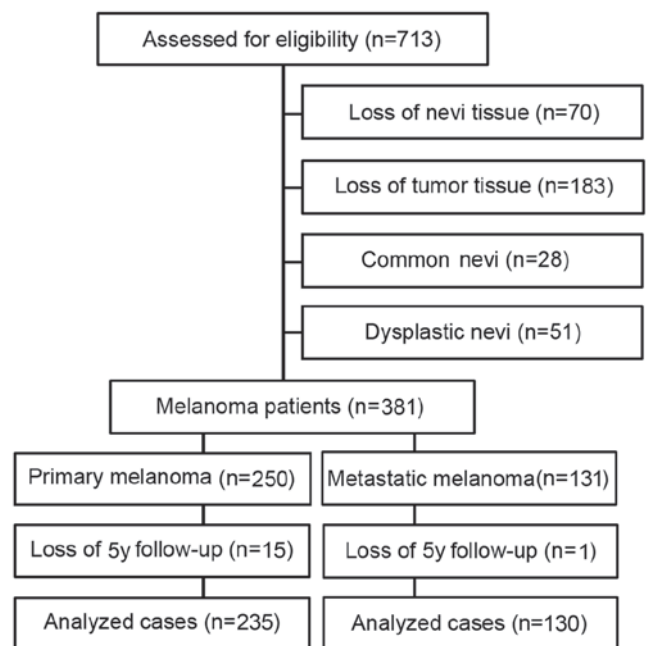 Assessed for eligibility (n=713)
Loss of nevi tissue (n=70)
Loss of tumor tissue (n=183)
Common nevi (n=28)
Dysplastic nevi (n=51)
Melanoma patients (n=381)
Primary melanoma (n=250)
Metastatic melanoma(n=131)
Loss of 5y follow-up (n=15)
Loss of 5y follow-up (n=1)
Analyzed cases (n=235)
Analyzed cases (n=130)